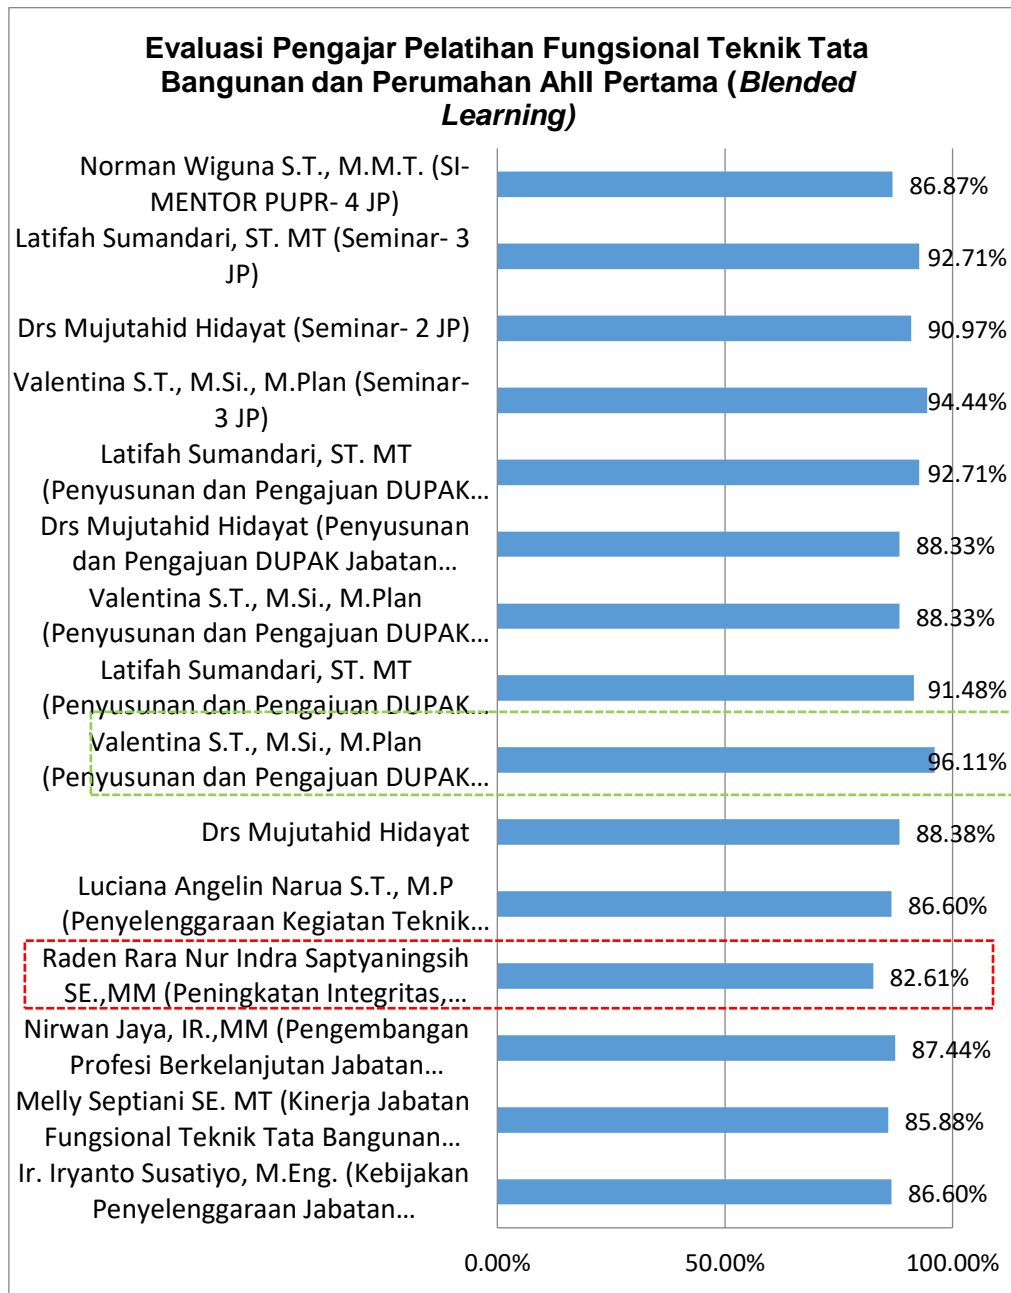 Evaluasi Pengajar Pelatihan Fungsional Teknik Tata
Bangunan dan Perumahan AhlI Pertama (Blended
Learning)
Norman Wiguna S.T., M.M.T. (SI-
MENTOR PUPR- 4 JP)
86.87%
Latifah Sumandari, ST. MT (Seminar- 3
JP)
92.71%
Drs Mujutahid Hidayat (Seminar- 2 JP)
90.97%
Valentina S.T., M.Si., M.Plan (Seminar-
3 JP)
94.44%
Latifah Sumandari, ST. MT
(Penyusunan dan Pengajuan DUPAK…
92.71%
Drs Mujutahid Hidayat (Penyusunan
dan Pengajuan DUPAK Jabatan…
88.33%
Valentina S.T., M.Si., M.Plan
(Penyusunan dan Pengajuan DUPAK…
88.33%
Latifah Sumandari, ST. MT
(Penyusunan dan Pengajuan DUPAK…
91.48%
Valentina S.T., M.Si., M.Plan
(Penyusunan dan Pengajuan DUPAK…
96.11%
Drs Mujutahid Hidayat
88.38%
Luciana Angelin Narua S.T., M.P
(Penyelenggaraan Kegiatan Teknik…
86.60%
Raden Rara Nur Indra Saptyaningsih
SE.,MM (Peningkatan Integritas,…
82.61%
Nirwan Jaya, IR.,MM (Pengembangan
Profesi Berkelanjutan Jabatan…
87.44%
Melly Septiani SE. MT (Kinerja Jabatan
Fungsional Teknik Tata Bangunan…
85.88%
Ir. Iryanto Susatiyo, M.Eng. (Kebijakan
Penyelenggaraan Jabatan…
86.60%
0.00% 50.00% 100.00%